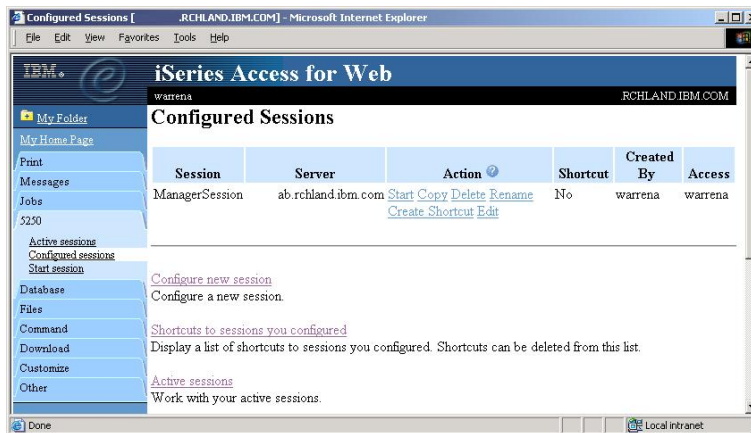 Configured Sessions [ .RCHLAND.IBM.COM] - Microsoft Internet Explorer
File Edit View Favorites Tools Help
IBM. iSeries Access for Web
warrena .RCHLAND.IBM.COM
My Folder
My Home Page
Print
Messages
Jobs
5250
Active sessions
Configured sessions
Start session
Database
Files
Command
Download
Customize
Other
Configured Sessions
Session Server Action ? Shortcut Created By Access
ManagerSession ab.rchland.ibm.com Start Copy Delete Rename No warrena warrena
Create Shortcut Edit
Configure new session
Configure a new session.
Shortcuts to sessions you configured
Display a list of shortcuts to sessions you configured. Shortcuts can be deleted from this list.
Active sessions
Work with your active sessions.
Done Local intranet